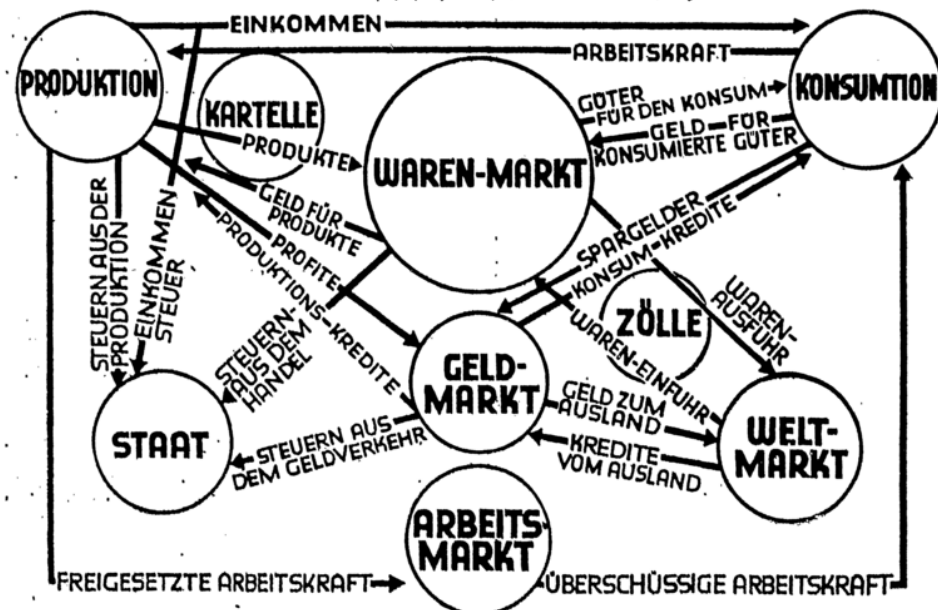 EINKOMMEN
ARBEITSKRAFT
PRODUKTION
KARTELLE
PRODUKTE
WAREN-MARKT
GÜTER
FÜR DEN KONSUM
GELD FÜR
KONSUMIERTE GÜTER
KONSUMTION
GELD FÜR
PRODUKTE
PROFITE
PRODUKTIONS-KREDITE
SPARGELDER
KONSUM-KREDITE
STEUERN AUS DER
PRODUKTION
EINKOMMEN
STEUER
STEUERN
AUS DEM
HANDEL
ZÖLLE
WAREN-
AUSFUHR
WAREN-EINFUHR
GELD-
MARKT
GELD ZUM
AUSLAND
KREDITE
VOM AUSLAND
STAAT
STEUERN AUS
DEM GELDVERKEHR
WELT-
MARKT
ARBEITS-
MARKT
FREIGESETZTE ARBEITSKRAFT
ÜBERSCHÜSSIGE ARBEITSKRAFT